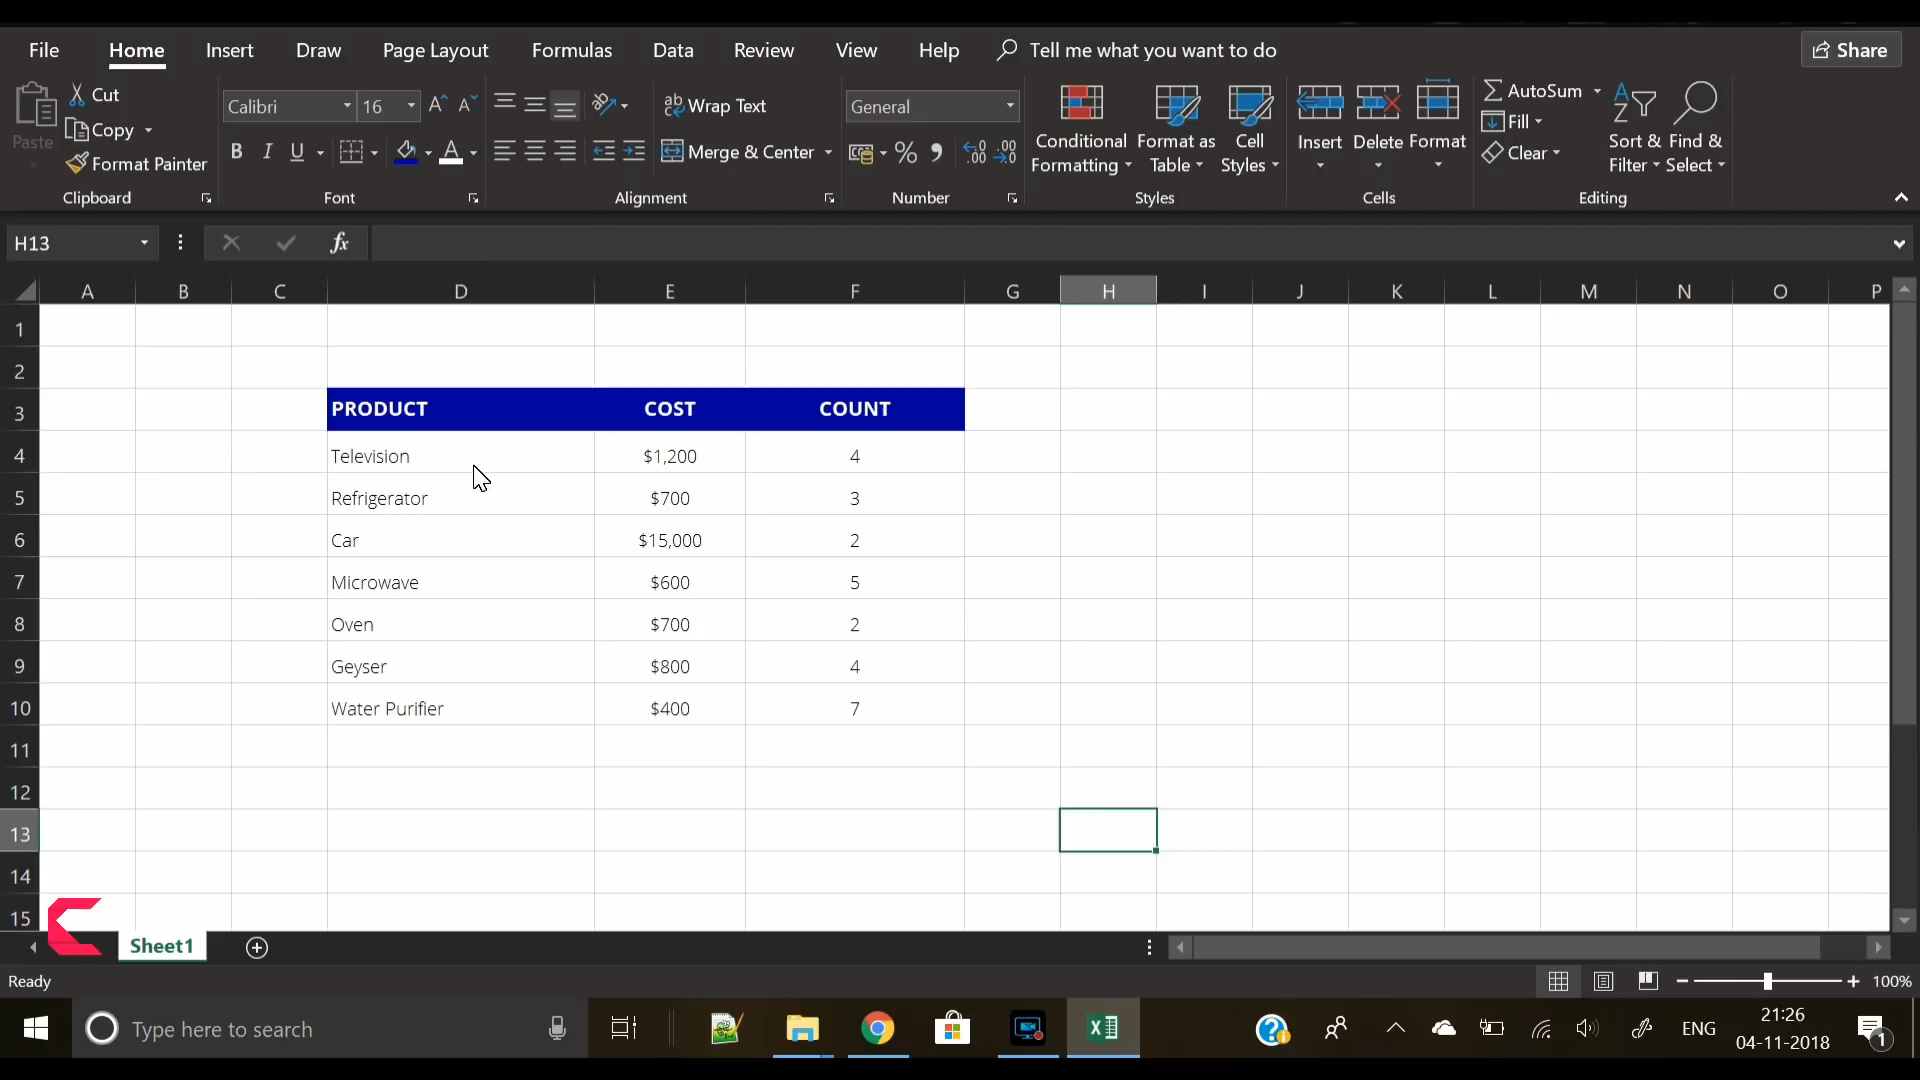 File Home Insert Draw Page Layout Formulas Data Review View Help Tell me what you want to do Share
Paste
Cut
Copy
Format Painter
Clipboard
Calibri 16
B I U A
Font
ab Wrap Text
Merge & Center
Alignment
General
% .00 .00
Number
Conditional Formatting
Format as Table
Cell Styles
Styles
Insert Delete Format
Cells
AutoSum
Fill
Clear
Sort & Filter
Find & Select
Editing
H13 fx
A B C D E F G H I J K L M N O P
1
2
3 PRODUCT COST COUNT
4 Television $1,200 4
5 Refrigerator $700 3
6 Car $15,000 2
7 Microwave $600 5
8 Oven $700 2
9 Geyser $800 4
10 Water Purifier $400 7
11
12
13
14
15
Sheet1
Ready 100%
Type here to search ENG 21:26
04-11-2018 1